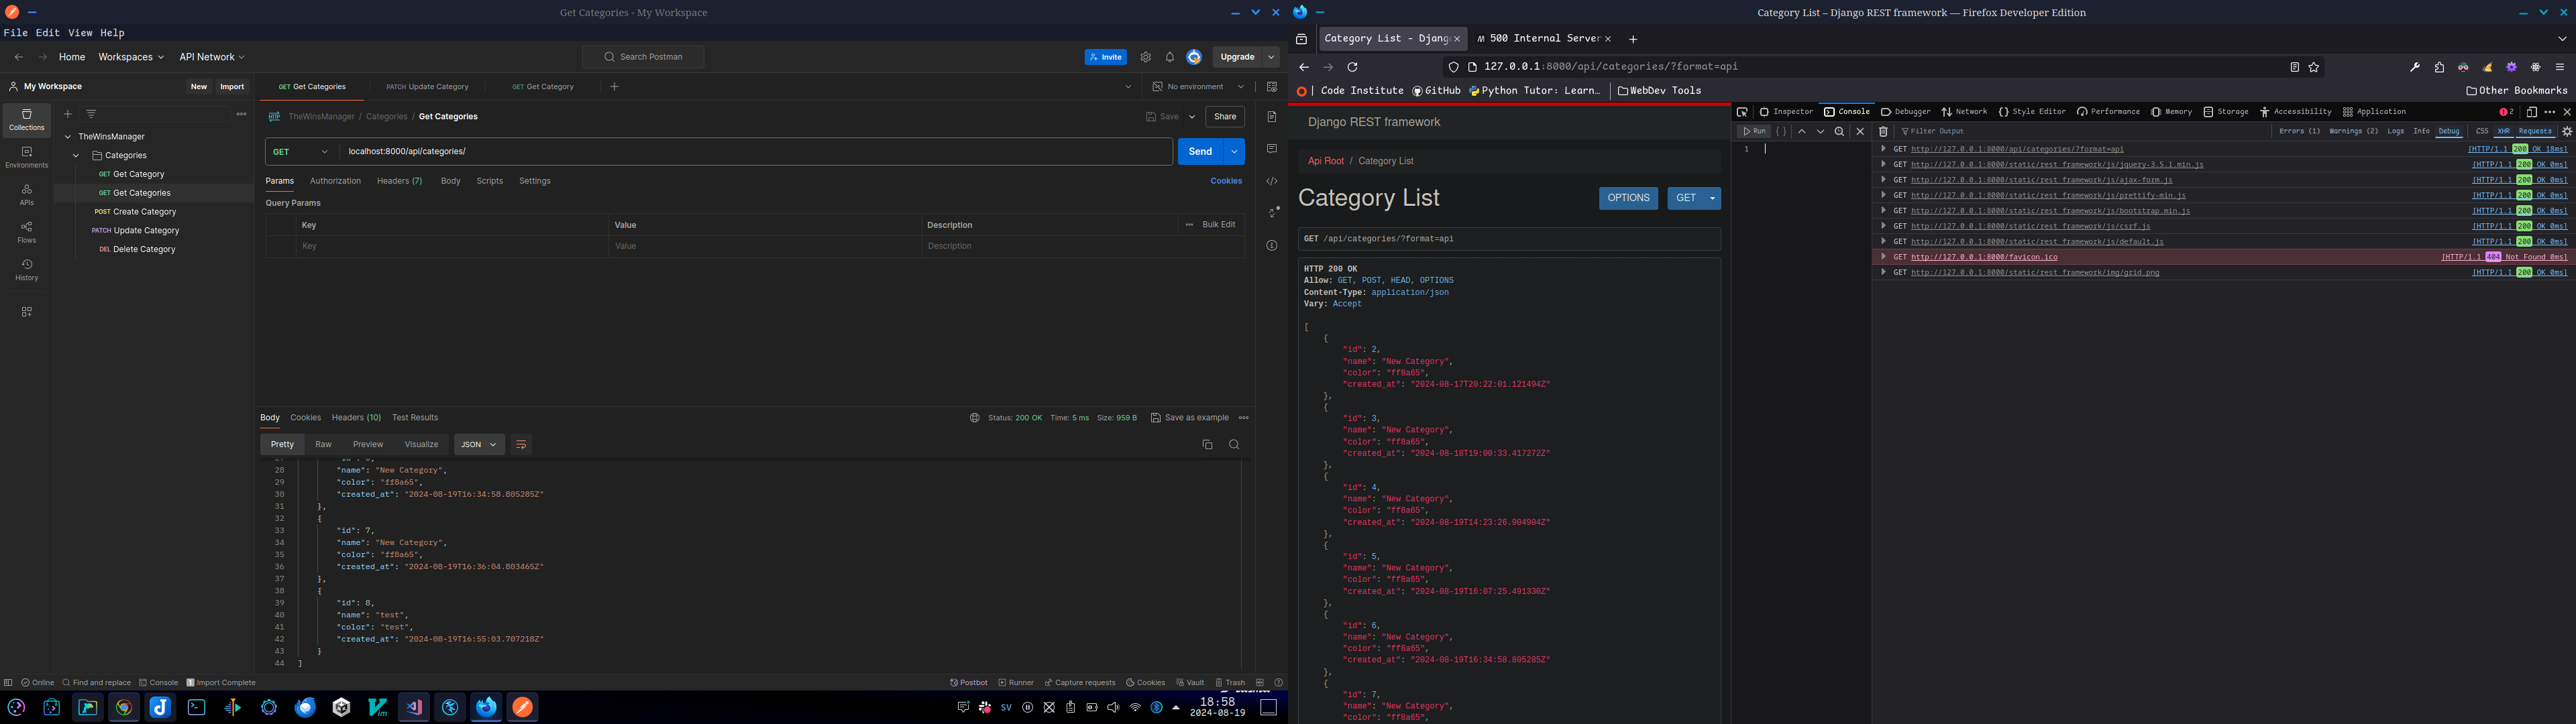 Get Categories - My Workspace
File Edit View Help
Home Workspaces API Network
Search Postman
Invite
Upgrade
My Workspace
New
Import
GET Get Categories
PATCH Update Category
GET Get Category
No environment
Collections
Environments
APIs
Flows
History
TheWinsManager
Categories
GET Get Category
GET Get Categories
POST Create Category
PATCH Update Category
DEL Delete Category
TheWinsManager / Categories / Get Categories
Save
Share
GET
localhost:8000/api/categories/
Send
Params Authorization Headers (7) Body Scripts Settings
Cookies
Query Params
Key Value Description
Bulk Edit
Key Value Description
Body Cookies Headers (10) Test Results
Status: 200 OK Time: 5 ms Size: 959 B
Save as example
Pretty Raw Preview Visualize JSON
28 "name": "New Category",
29 "color": "ff8a65",
30 "created_at": "2024-08-19T16:34:58.805285Z"
31 },
32 {
33 "id": 7,
34 "name": "New Category",
35 "color": "ff8a65",
36 "created_at": "2024-08-19T16:36:04.803465Z"
37 },
38 {
39 "id": 8,
40 "name": "test",
41 "color": "test",
42 "created_at": "2024-08-19T16:55:03.707218Z"
43 }
44 ]
Online Find and replace Console Import Complete
Postbot Runner Capture requests Cookies Vault Trash
SV
18:58
2024-08-19
Category List – Django REST framework — Firefox Developer Edition
Category List - Djang
500 Internal Server
127.0.0.1:8000/api/categories/?format=api
Code Institute GitHub Python Tutor: Learn… WebDev Tools
Other Bookmarks
Django REST framework
Api Root / Category List
Category List
OPTIONS
GET
GET /api/categories/?format=api
HTTP 200 OK
Allow: GET, POST, HEAD, OPTIONS
Content-Type: application/json
Vary: Accept
[
{
"id": 2,
"name": "New Category",
"color": "ff8a65",
"created_at": "2024-08-17T20:22:01.121494Z"
},
{
"id": 3,
"name": "New Category",
"color": "ff8a65",
"created_at": "2024-08-18T19:00:33.417272Z"
},
{
"id": 4,
"name": "New Category",
"color": "ff8a65",
"created_at": "2024-08-19T14:23:26.904904Z"
},
{
"id": 5,
"name": "New Category",
"color": "ff8a65",
"created_at": "2024-08-19T16:07:25.491330Z"
},
{
"id": 6,
"name": "New Category",
"color": "ff8a65",
"created_at": "2024-08-19T16:34:58.805285Z"
},
{
"id": 7,
"name": "New Category",
"color": "ff8a65",
Inspector Console Debugger Network Style Editor Performance Memory Storage Accessibility Application
2
Run
Filter Output
Errors (1) Warnings (2) Logs Info Debug CSS XHR Requests
1
GET http://127.0.0.1:8000/api/categories/?format=api [HTTP/1.1 200 OK 18ms]
GET http://127.0.0.1:8000/static/rest_framework/js/jquery-3.5.1.min.js [HTTP/1.1 200 OK 0ms]
GET http://127.0.0.1:8000/static/rest_framework/js/ajax-form.js [HTTP/1.1 200 OK 0ms]
GET http://127.0.0.1:8000/static/rest_framework/js/prettify-min.js [HTTP/1.1 200 OK 0ms]
GET http://127.0.0.1:8000/static/rest_framework/js/bootstrap.min.js [HTTP/1.1 200 OK 0ms]
GET http://127.0.0.1:8000/static/rest_framework/js/csrf.js [HTTP/1.1 200 OK 0ms]
GET http://127.0.0.1:8000/static/rest_framework/js/default.js [HTTP/1.1 200 OK 0ms]
GET http://127.0.0.1:8000/favicon.ico [HTTP/1.1 404 Not Found 0ms]
GET http://127.0.0.1:8000/static/rest_framework/img/grid.png [HTTP/1.1 200 OK 0ms]